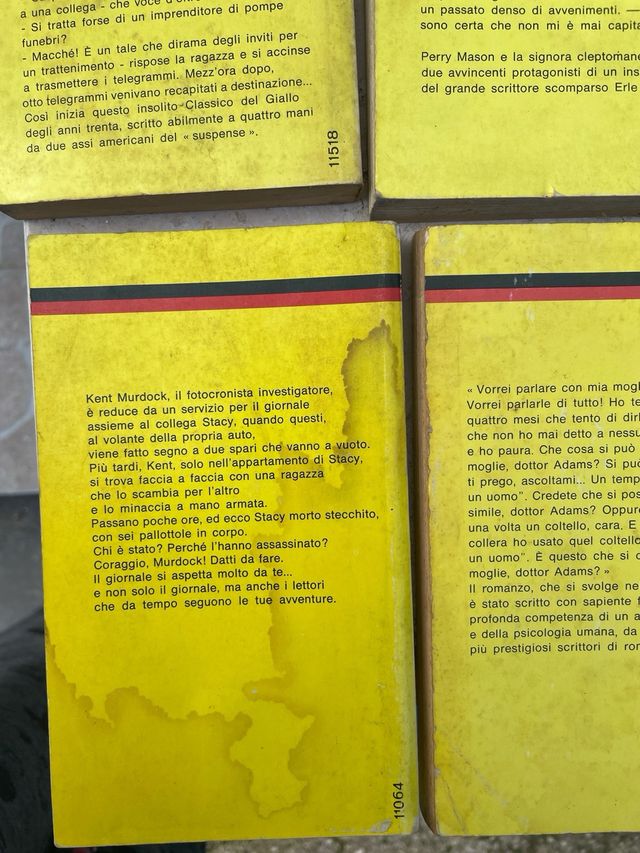 a una collega - che voce d'oltre
- Si tratta forse di un imprenditore di pompe
funebri?
- Macché! È un tale che dirama degli inviti per
un trattenimento - rispose la ragazza e si accinse
a trasmettere i telegrammi. Mezz'ora dopo,
otto telegrammi venivano recapitati a destinazione...
Così inizia questo insolito Classico del Giallo
degli anni trenta, scritto abilmente a quattro mani
da due assi americani del « suspense ».
11518
un passato denso di avvenimenti. —
sono certa che non mi è mai capita
Perry Mason e la signora cleptomane
due avvincenti protagonisti di un ins
del grande scrittore scomparso Erle
Kent Murdock, il fotocronista investigatore,
è reduce da un servizio per il giornale
assieme al collega Stacy, quando questi,
al volante della propria auto,
viene fatto segno a due spari che vanno a vuoto.
Più tardi, Kent, solo nell'appartamento di Stacy,
si trova faccia a faccia con una ragazza
che lo scambia per l'altro
e lo minaccia a mano armata.
Passano poche ore, ed ecco Stacy morto stecchito,
con sei pallottole in corpo.
Chi è stato? Perché l'hanno assassinato?
Coraggio, Murdock! Datti da fare.
Il giornale si aspetta molto da te...
e non solo il giornale, ma anche i lettori
che da tempo seguono le tue avventure.
11064
« Vorrei parlare con mia mogl
Vorrei parlarle di tutto! Ho te
quattro mesi che tento di dirl
che non ho mai detto a nessu
e ho paura. Che cosa si può
moglie, dottor Adams? Si puo
ti prego, ascoltami... Un temp
un uomo". Credete che si pos
simile, dottor Adams? Oppure
una volta un coltello, cara. E
collera ho usato quel coltello
un uomo". È questo che si d
moglie, dottor Adams? »
Il romanzo, che si svolge ne
è stato scritto con sapiente
profonda competenza di un a
e della psicologia umana, da
più prestigiosi scrittori di rom